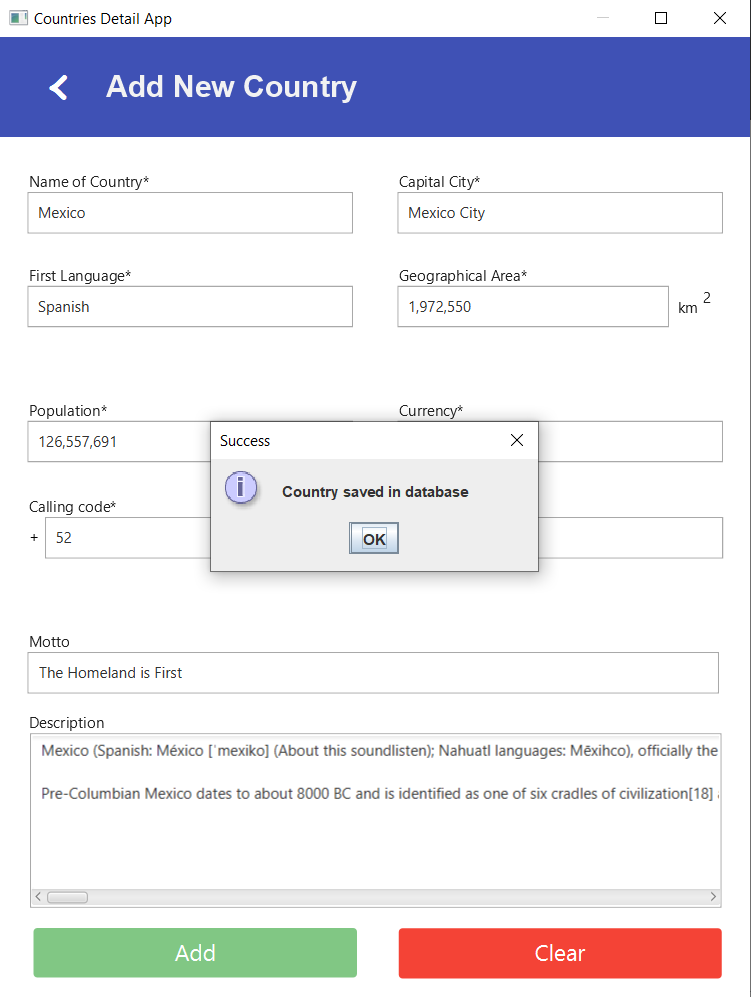 Countries Detail App
Add New Country
Name of Country*
Capital City*
Mexico
Mexico City
First Language*
Geographical Area*
Spanish
1,972,550
km 2
Population*
Currency*
126,557,691
Success
Country saved in database
OK
Calling code*
+ 52
Motto
The Homeland is First
Description
Mexico (Spanish: México [ˈmexiko] (About this soundlisten); Nahuatl languages: Mēxihco), officially the
Pre-Columbian Mexico dates to about 8000 BC and is identified as one of six cradles of civilization[18]
Add
Clear